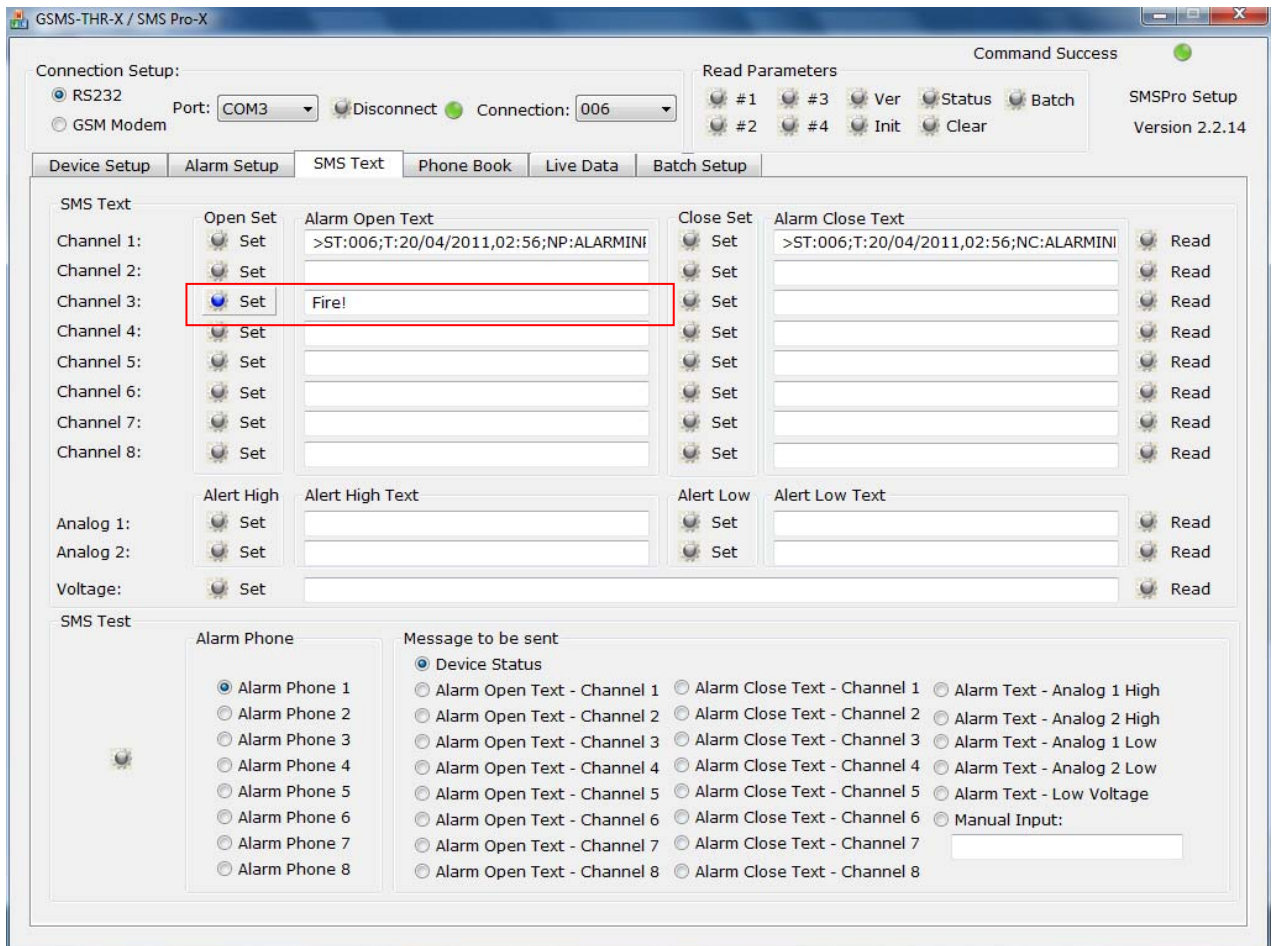 GSMS-THR-X / SMS Pro-X
Command Success
Connection Setup:
Read Parameters
RS232
GSM Modem
Port: COM3 Disconnect Connection: 006
#1 #3 Ver Status Batch
#2 #4 Init Clear
SMSPro Setup
Version 2.2.14
Device Setup Alarm Setup SMS Text Phone Book Live Data Batch Setup
SMS Text
Open Set Alarm Open Text Close Set Alarm Close Text
Channel 1: Set >ST:006;T:20/04/2011,02:56;NP:ALARMINI Set >ST:006;T:20/04/2011,02:56;NC:ALARMINI Read
Channel 2: Set Set Read
Channel 3: Set Fire! Set Read
Channel 4: Set Set Read
Channel 5: Set Set Read
Channel 6: Set Set Read
Channel 7: Set Set Read
Channel 8: Set Set Read
Alert High Alert High Text Alert Low Alert Low Text
Analog 1: Set Set Read
Analog 2: Set Set Read
Voltage: Set Read
SMS Test
Alarm Phone
Alarm Phone 1
Alarm Phone 2
Alarm Phone 3
Alarm Phone 4
Alarm Phone 5
Alarm Phone 6
Alarm Phone 7
Alarm Phone 8
Message to be sent
Device Status
Alarm Open Text - Channel 1 Alarm Close Text - Channel 1 Alarm Text - Analog 1 High
Alarm Open Text - Channel 2 Alarm Close Text - Channel 2 Alarm Text - Analog 2 High
Alarm Open Text - Channel 3 Alarm Close Text - Channel 3 Alarm Text - Analog 1 Low
Alarm Open Text - Channel 4 Alarm Close Text - Channel 4 Alarm Text - Analog 2 Low
Alarm Open Text - Channel 5 Alarm Close Text - Channel 5 Alarm Text - Low Voltage
Alarm Open Text - Channel 6 Alarm Close Text - Channel 6 Manual Input:
Alarm Open Text - Channel 7 Alarm Close Text - Channel 7
Alarm Open Text - Channel 8 Alarm Close Text - Channel 8